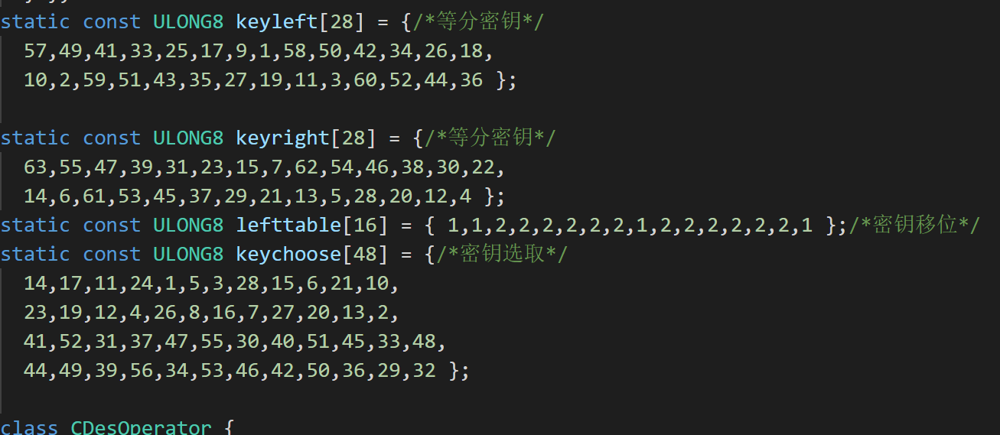 static const ULONG8 keyleft[28] = {/*等分密钥*/
57,49,41,33,25,17,9,1,58,50,42,34,26,18,
10,2,59,51,43,35,27,19,11,3,60,52,44,36 };
static const ULONG8 keyright[28] = {/*等分密钥*/
63,55,47,39,31,23,15,7,62,54,46,38,30,22,
14,6,61,53,45,37,29,21,13,5,28,20,12,4 };
static const ULONG8 lefttable[16] = { 1,1,2,2,2,2,2,2,1,2,2,2,2,2,2,1 };/*密钥移位*/
static const ULONG8 keychoose[48] = {/*密钥选取*/
14,17,11,24,1,5,3,28,15,6,21,10,
23,19,12,4,26,8,16,7,27,20,13,2,
41,52,31,37,47,55,30,40,51,45,33,48,
44,49,39,56,34,53,46,42,50,36,29,32 };
class CDesOperator {